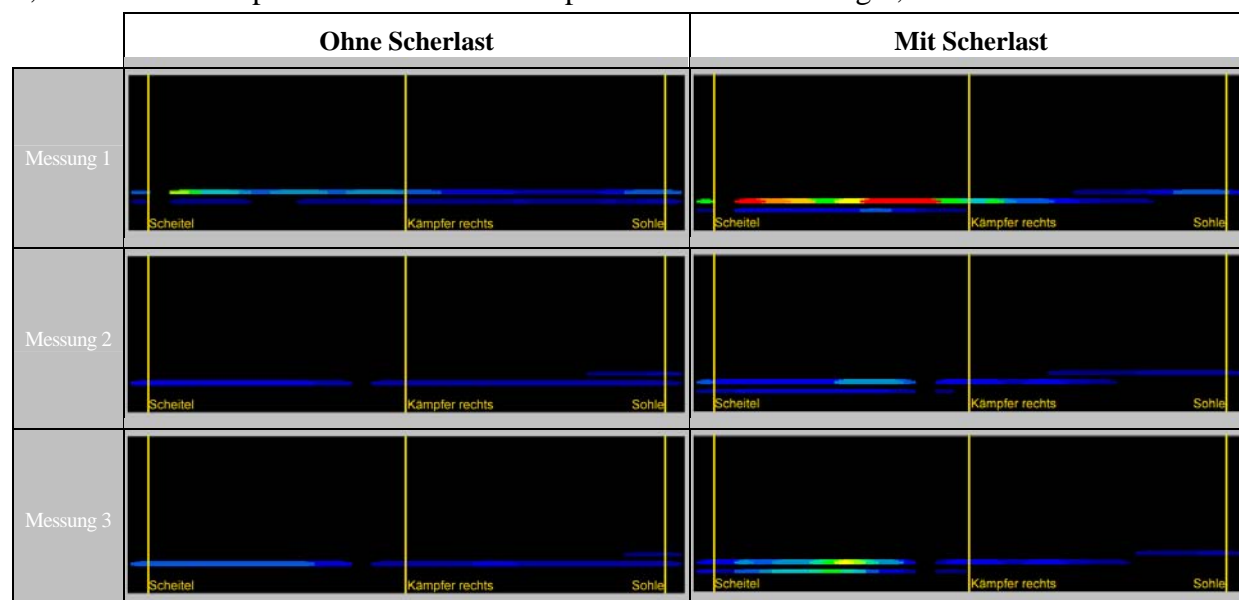 Ohne Scherlast Mit Scherlast
Messung 1
Scheitel Kämpfer rechts Sohle Scheitel Kämpfer rechts Sohle
Messung 2
Scheitel Kämpfer rechts Sohle Scheitel Kämpfer rechts Sohle
Messung 3
Scheitel Kämpfer rechts Sohle Scheitel Kämpfer rechts Sohle